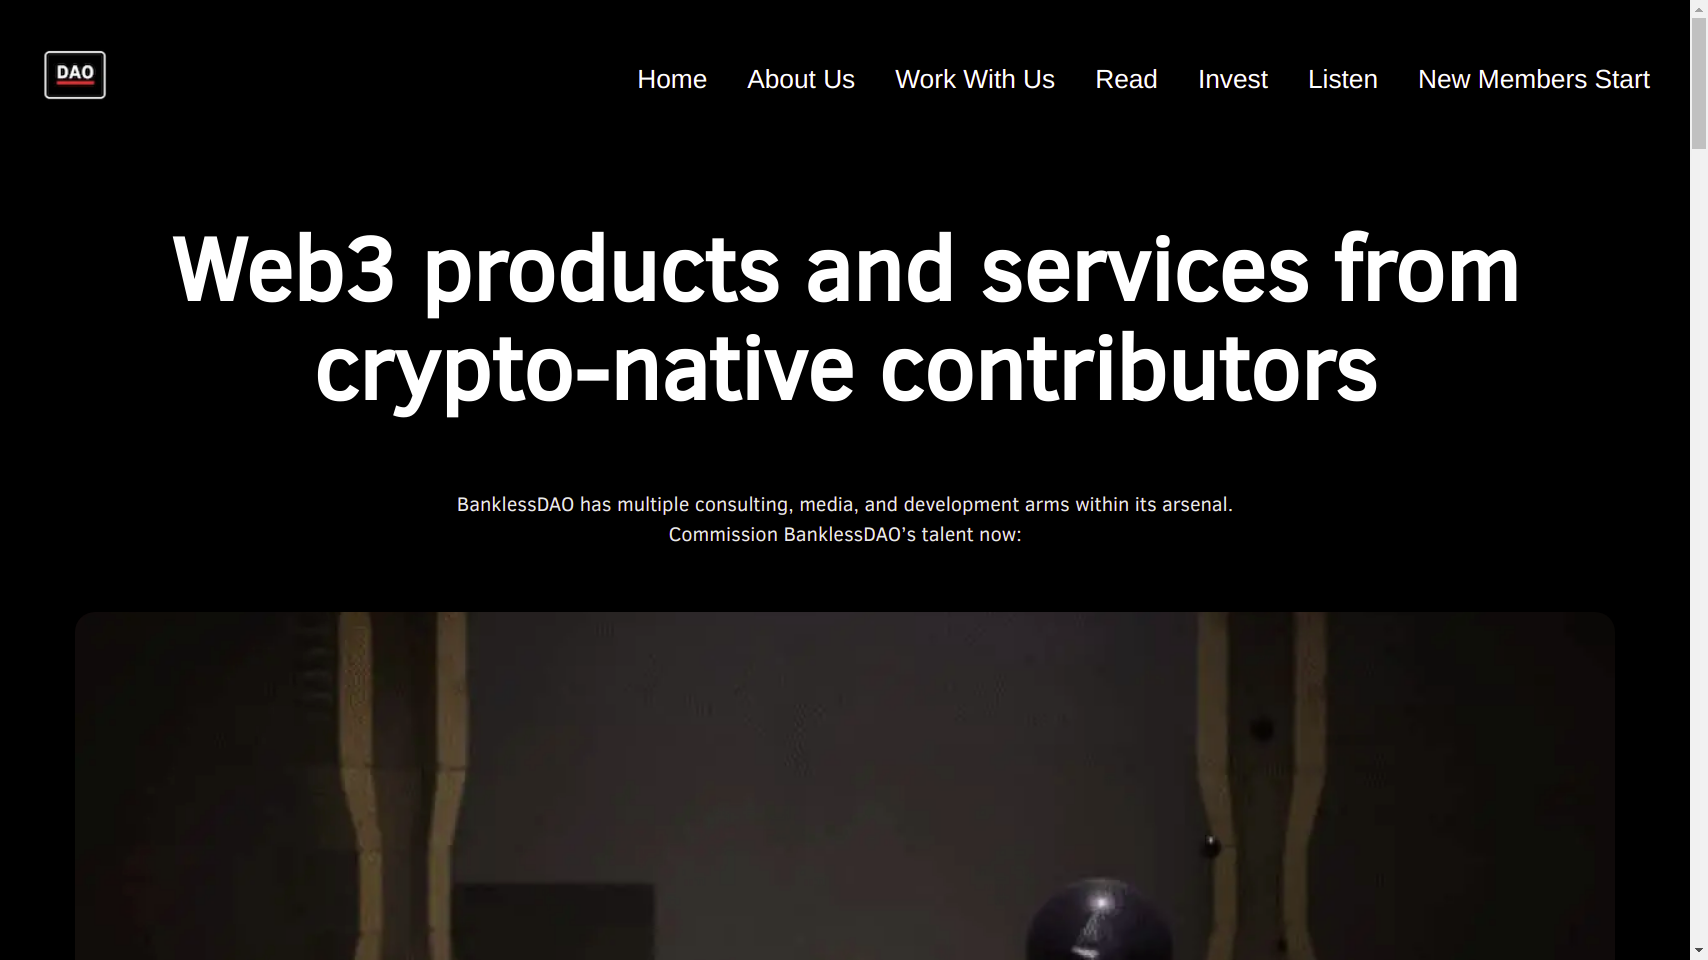 DAO
Home About Us Work With Us Read Invest Listen New Members Start
Web3 products and services from
crypto-native contributors
BanklessDAO has multiple consulting, media, and development arms within its arsenal.
Commission BanklessDAO’s talent now: